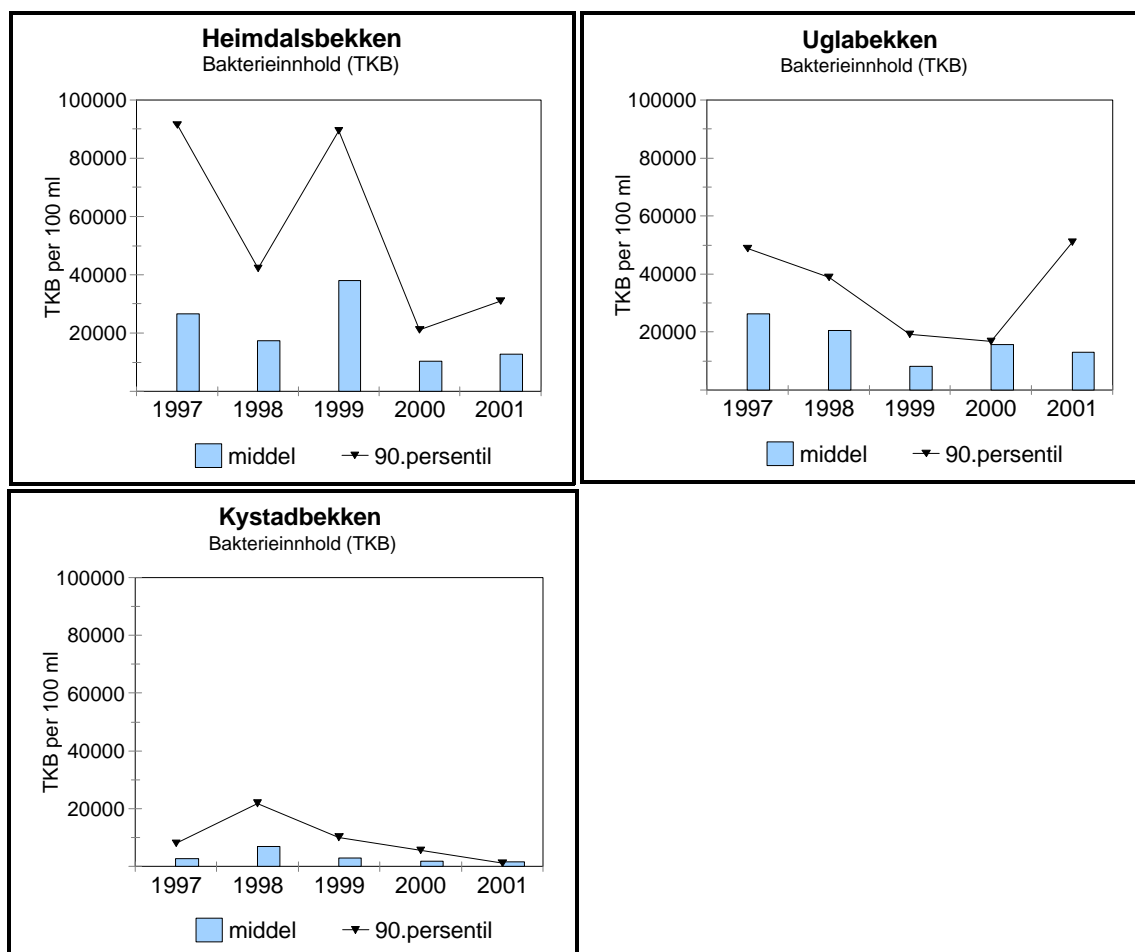 Heimdalsbekken
Bakterieinnhold (TKB)
TKB per 100 ml
100000
80000
60000
40000
20000
1997 1998 1999 2000 2001
middel 90.persentil
Uglabekken
Bakterieinnhold (TKB)
TKB per 100 ml
100000
80000
60000
40000
20000
1997 1998 1999 2000 2001
middel 90.persentil
Kystadbekken
Bakterieinnhold (TKB)
TKB per 100 ml
100000
80000
60000
40000
20000
1997 1998 1999 2000 2001
middel 90.persentil